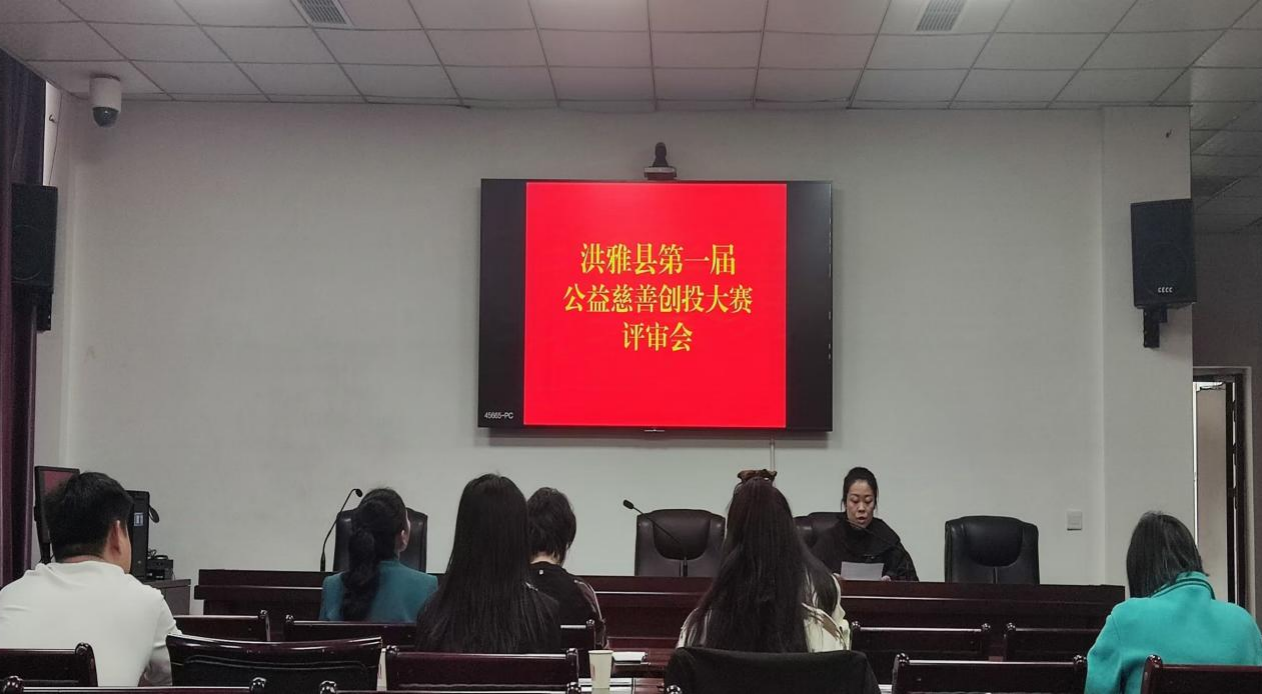 洪雅县第一届
公益慈善创投大赛
评审会
45665-PC